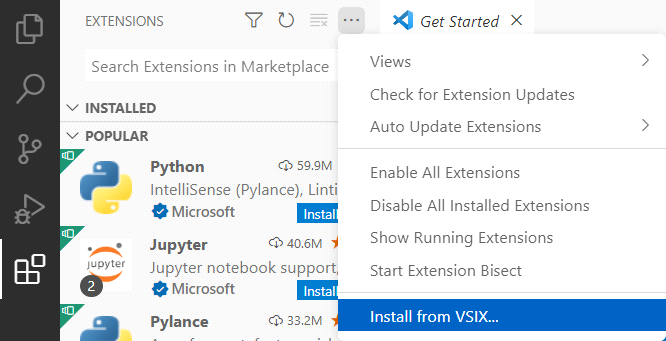 EXTENSIONS
Get Started
Search Extensions in Marketplace
INSTALLED
POPULAR
Python 59.9M
IntelliSense (Pylance), Linti
Microsoft Install
Jupyter 40.6M
jupyter
Jupyter notebook support,
2
Microsoft Install
Pylance 33.2M
Views
Check for Extension Updates
Auto Update Extensions
Enable All Extensions
Disable All Installed Extensions
Show Running Extensions
Start Extension Bisect
Install from VSIX...